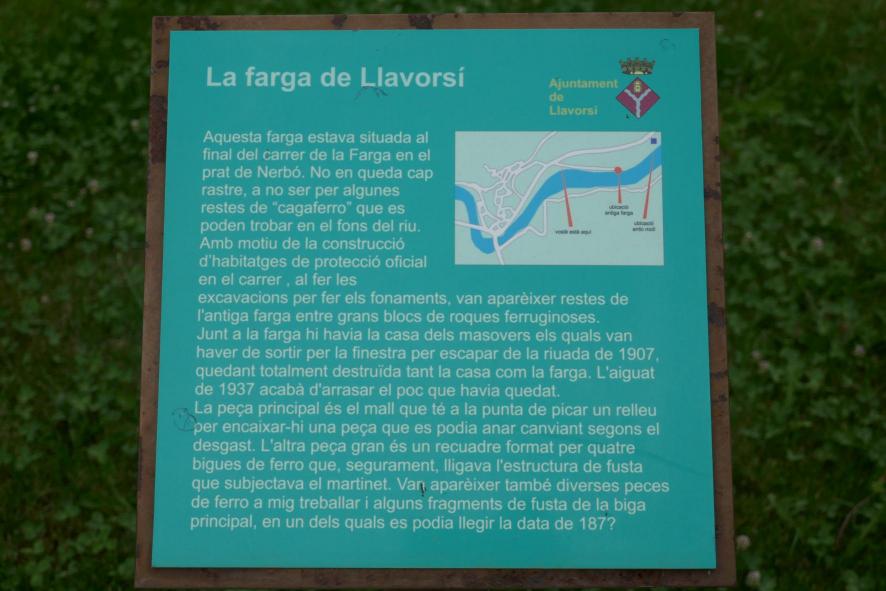 La farga de Llavorsí
Ajuntament
de
Llavorsí
Aquesta farga estava situada al
final del carrer de la Farga en el
prat de Nerbó. No en queda cap
rastre, a no ser per algunes
restes de “cagaferro” que es
poden trobar en el fons del riu.
Amb motiu de la construcció
d'habitatges de protecció oficial
en el carrer , al fer les
excavacions per fer els fonaments, van aparèixer restes de
l'antiga farga entre grans blocs de roques ferruginoses.
Junt a la farga hi havia la casa dels masovers els quals van
haver de sortir per la finestra per escapar de la riuada de 1907,
quedant totalment destruïda tant la casa com la farga. L'aiguat
de 1937 acabà d'arrasar el poc que havia quedat.
La peça principal és el mall que té a la punta de picar un relleu
per encaixar-hi una peça que es podia anar canviant segons el
desgast. L'altra peça gran és un recuadre format per quatre
bigues de ferro que, segurament, lligava l'estructura de fusta
que subjectava el martinet. Van aparèixer també diverses peces
de ferro a mig treballar i alguns fragments de fusta de la biga
principal, en un dels quals es podia llegir la data de 187?
vostè està aquí
ubicació
antiga farga
ubicació
antic molí